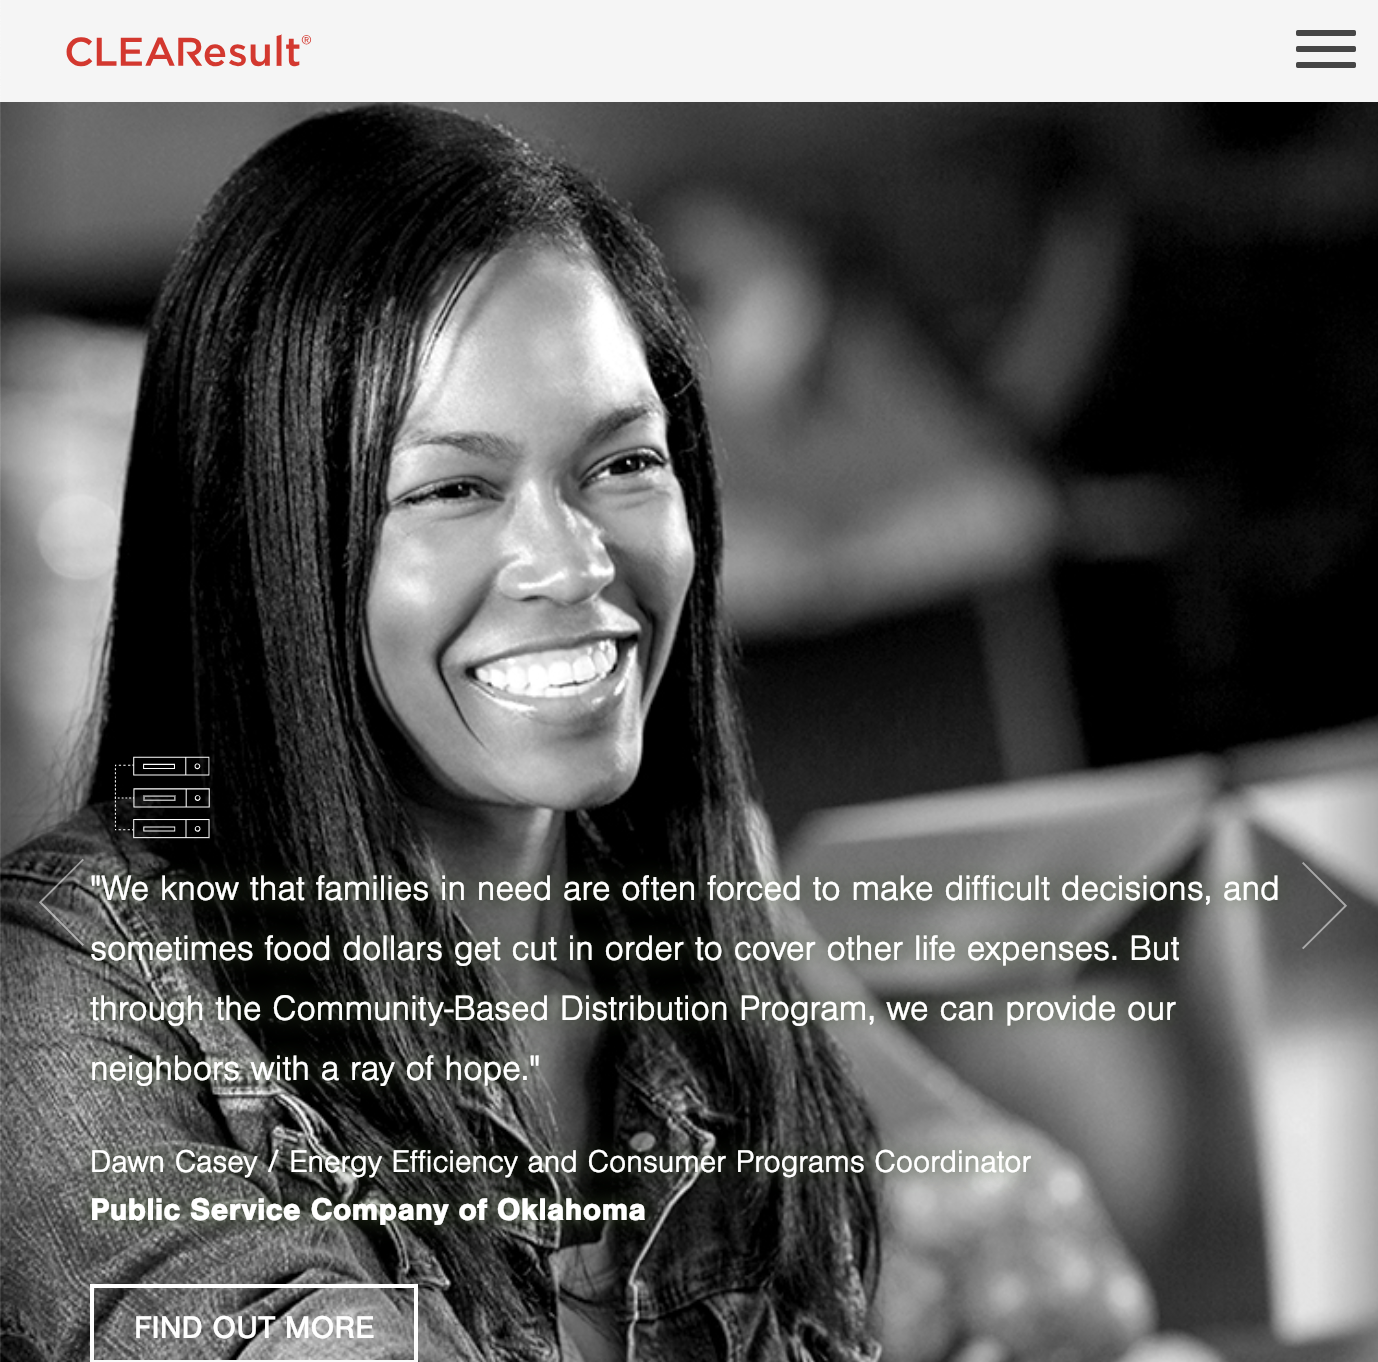 CLEAResult®
"We know that families in need are often forced to make difficult decisions, and
sometimes food dollars get cut in order to cover other life expenses. But
through the Community-Based Distribution Program, we can provide our
neighbors with a ray of hope."
Dawn Casey / Energy Efficiency and Consumer Programs Coordinator
Public Service Company of Oklahoma
FIND OUT MORE